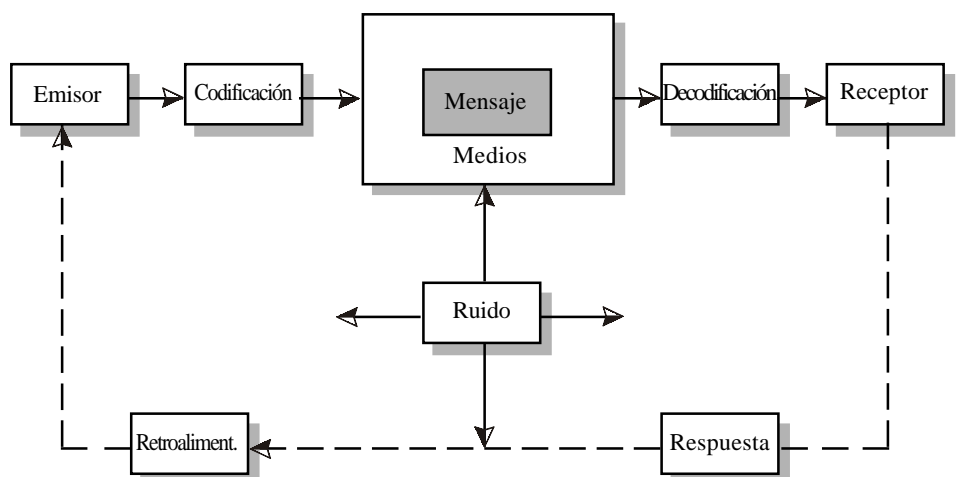 Emisor
Codificación
Mensaje
Medios
Decodificación
Receptor
Ruido
Retroaliment.
Respuesta